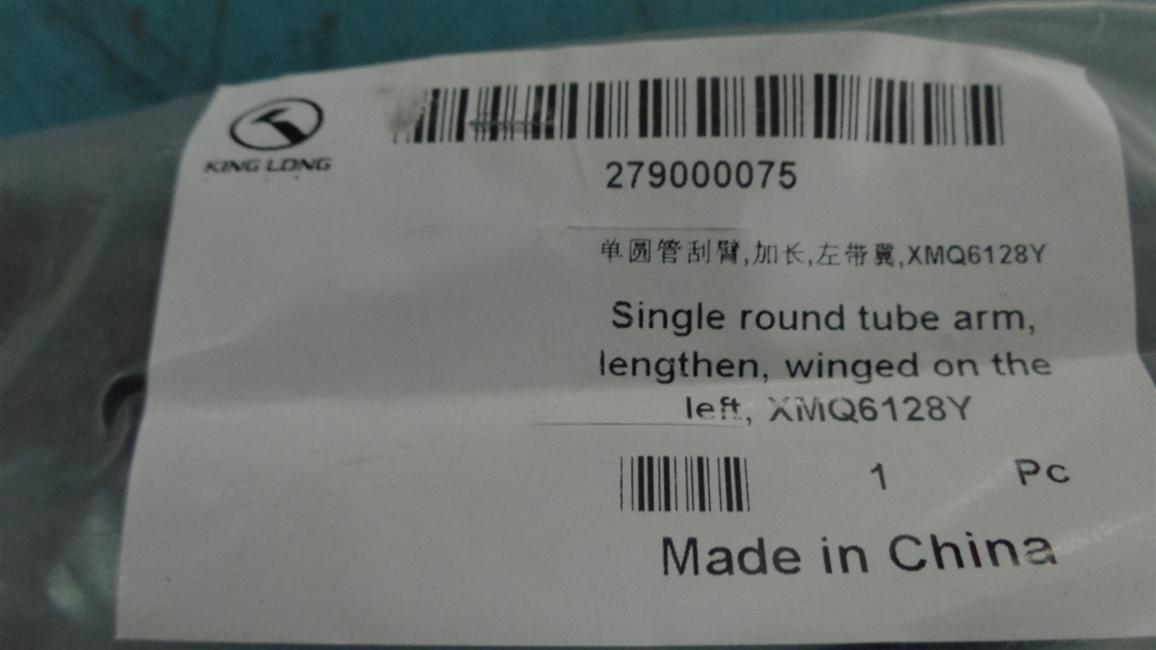 KING LONG
279000075
单圆管刮臂,加长,左带翼,XMQ6128Y
Single round tube arm,
lengthen, winged on the
left, XMQ6128Y
1 Pc
Made in China